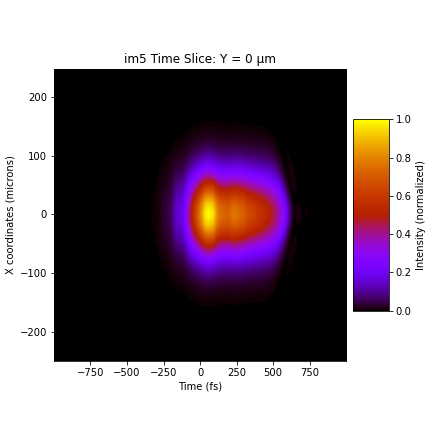 im5 Time Slice: Y = 0 μm
X coordinates (microns)
200
100
0
−100
−200
−750 −500 −250 0 250 500 750
Time (fs)
1.0
0.8
0.6
0.4
0.2
0.0
Intensity (normalized)